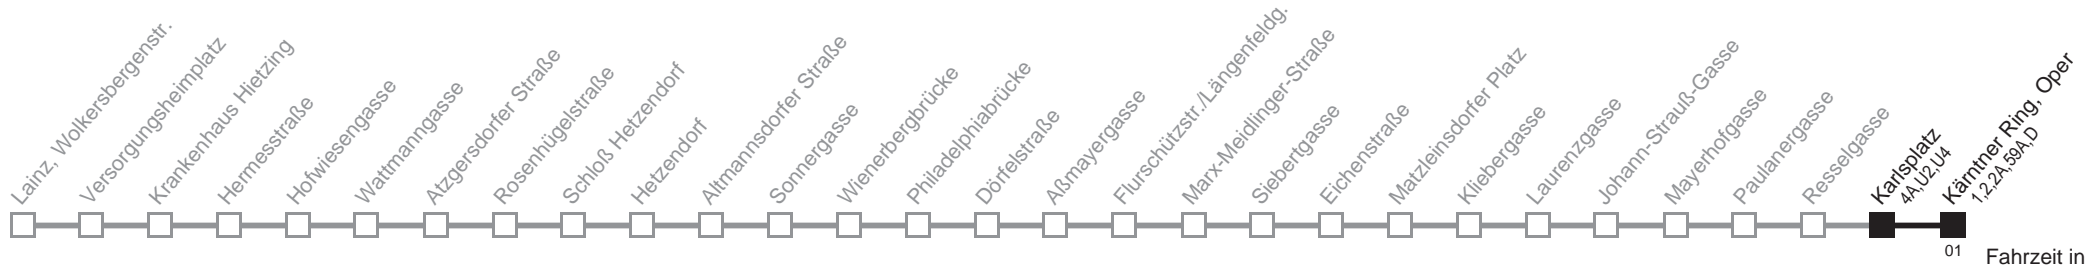 Lainz, Wolkersbergenstr.
Versorgungsheimplatz
Krankenhaus Hietzing
Hermesstraße
Hofwiesengasse
Wattmanngasse
Atzgersdorfer Straße
Rosenhügelstraße
Schloß Hetzendorf
Hetzendorf
Altmannsdorfer Straße
Sonnergasse
Wienerbergbrücke
Philadelphiabrücke
Dörfelstraße
Aßmayergasse
Flurschützstr./Längenfeldg.
Marx-Meidlinger-Straße
Siebertgasse
Eichenstraße
Matzleinsdorfer Platz
Kliebergasse
Laurenzgasse
Johann-Strauß-Gasse
Mayerhofgasse
Paulanergasse
Resselgasse
Karlsplatz
4A,U2,U4
Kärntner Ring, Oper
1,2,2A,59A,D
01
Fahrzeit in